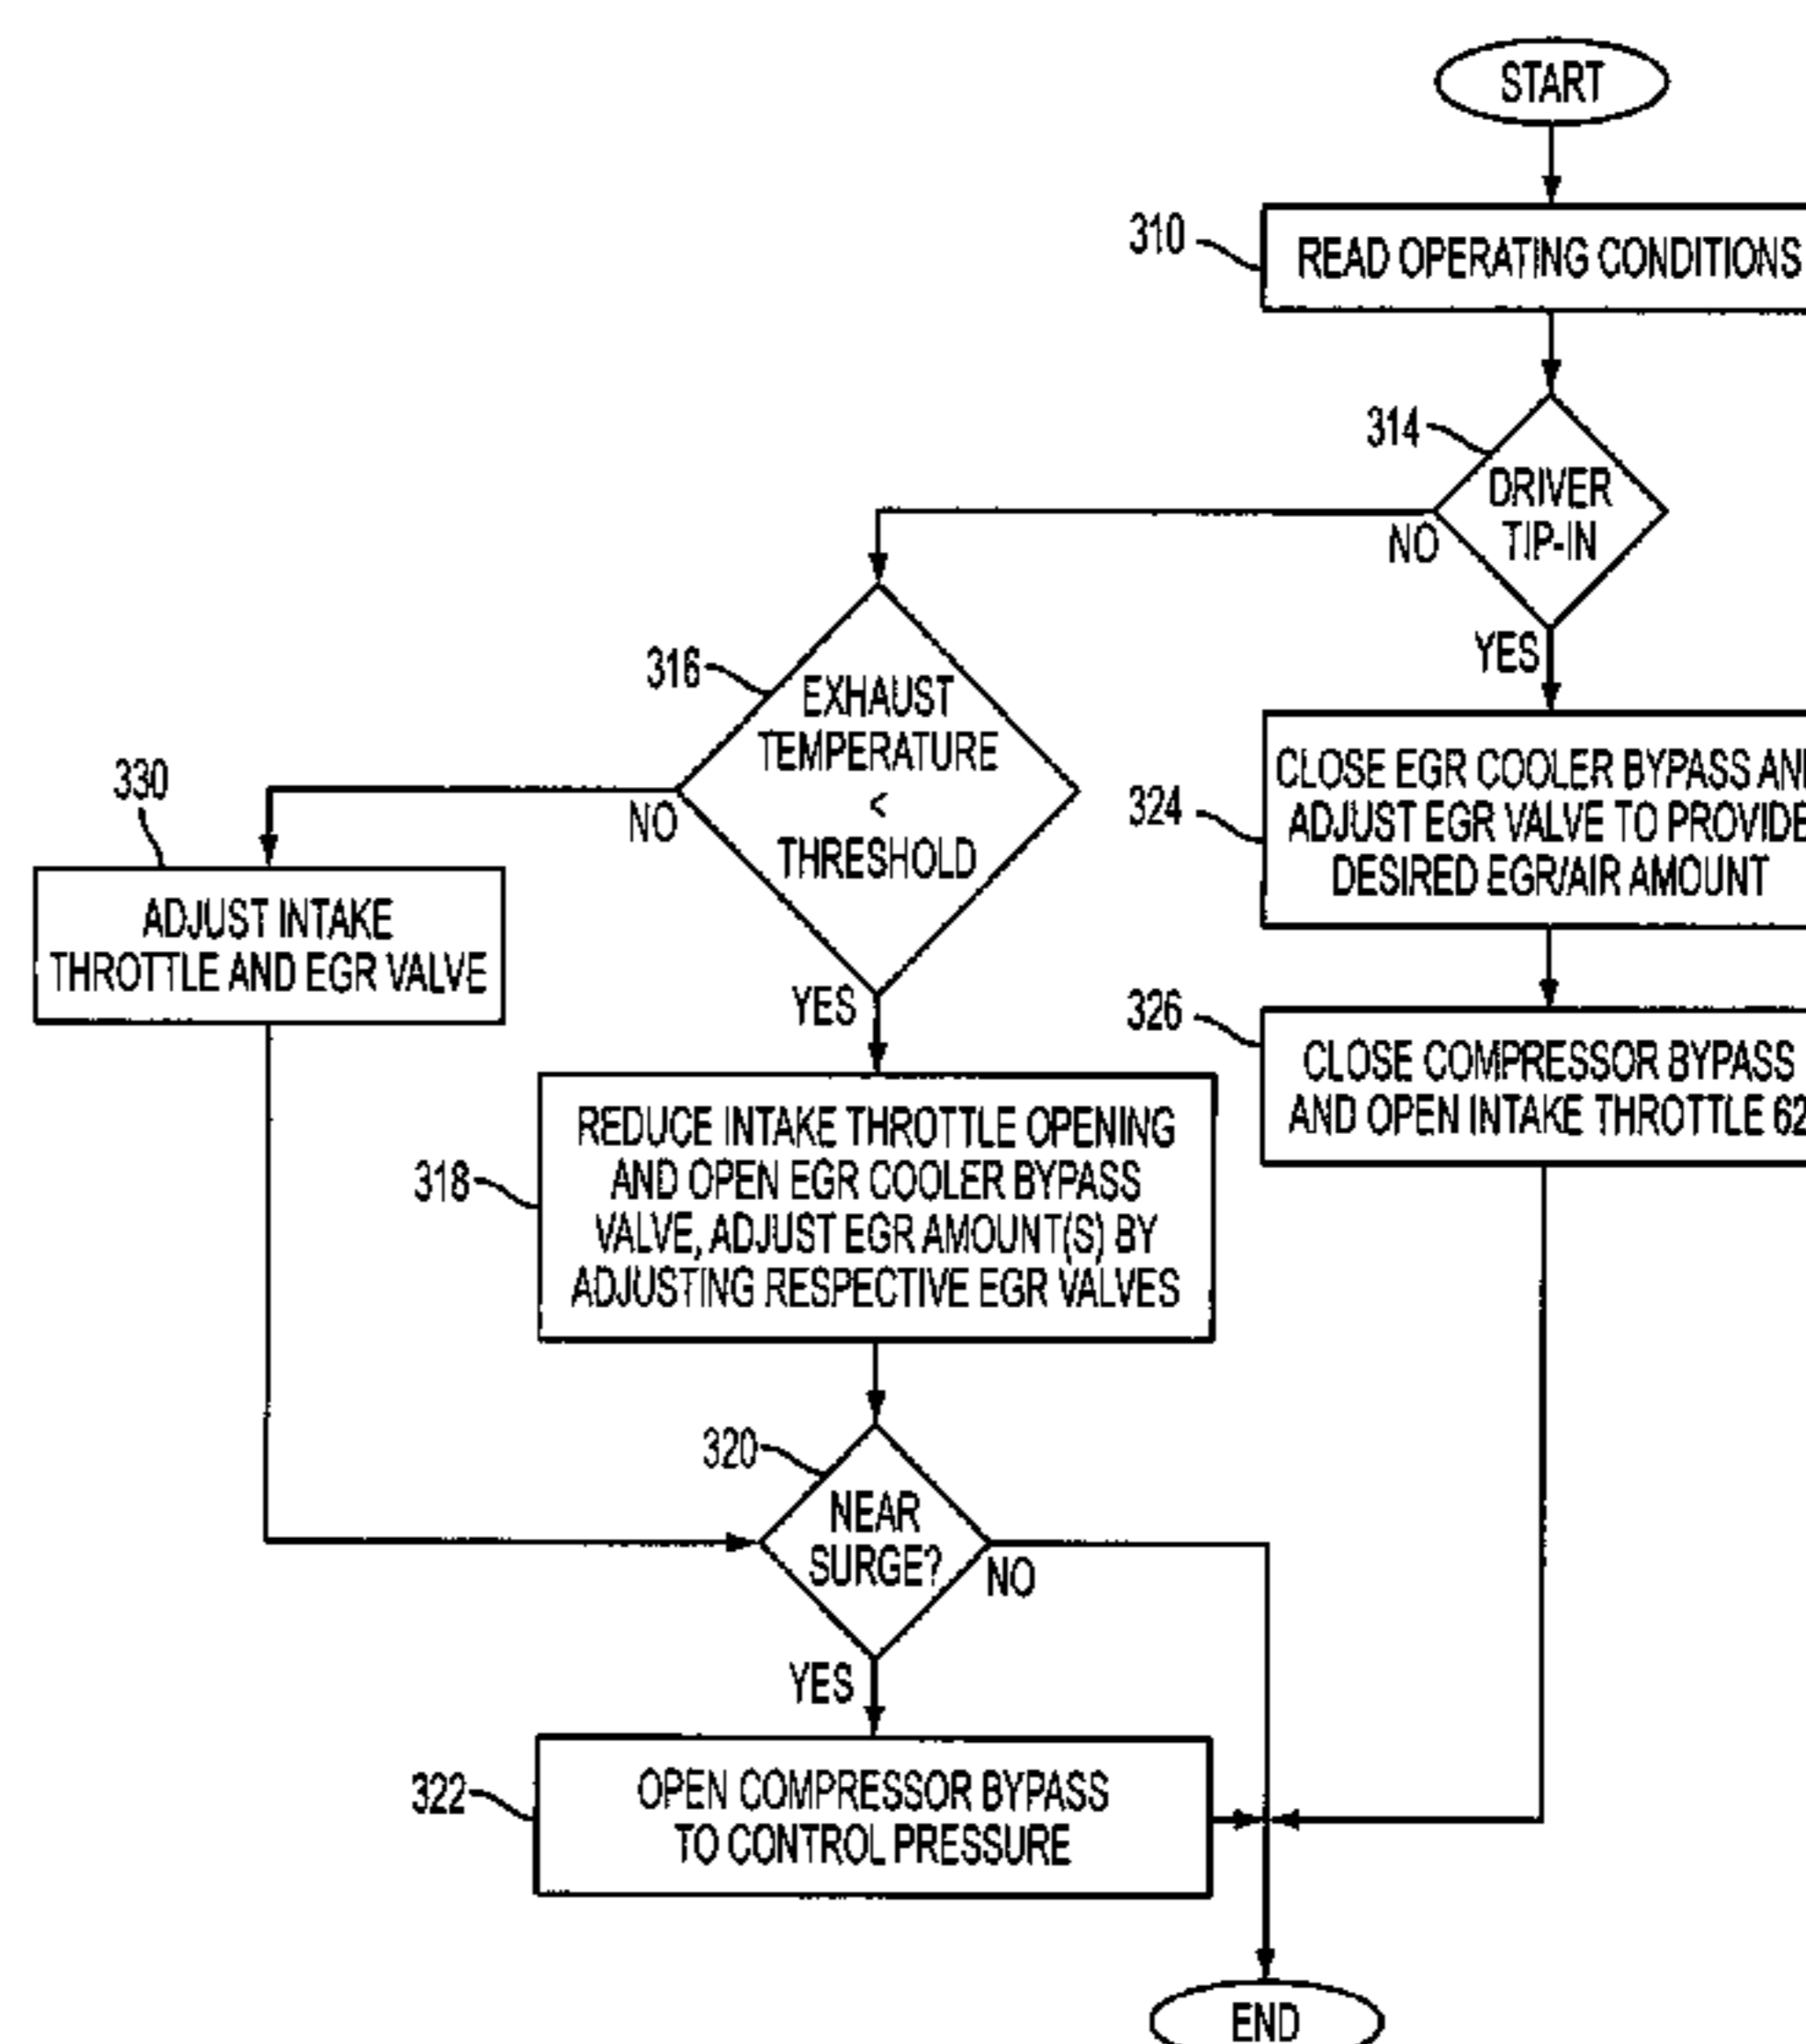 START
310
READ OPERATING CONDITIONS
314
DRIVER
TIP-IN
NO
YES
316
EXHAUST
TEMPERATURE
<
THRESHOLD
NO
YES
330
ADJUST INTAKE
THROTTLE AND EGR VALVE
324
CLOSE EGR COOLER BYPASS AN
ADJUST EGR VALVE TO PROVIDE
DESIRED EGR/AIR AMOUNT
326
CLOSE COMPRESSOR BYPASS
AND OPEN INTAKE THROTTLE 62
318
REDUCE INTAKE THROTTLE OPENING
AND OPEN EGR COOLER BYPASS
VALVE, ADJUST EGR AMOUNT(S) BY
ADJUSTING RESPECTIVE EGR VALVES
320
NEAR
SURGE?
NO
YES
322
OPEN COMPRESSOR BYPASS
TO CONTROL PRESSURE
END